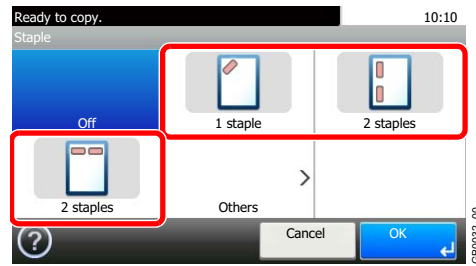 Ready to copy. 10:10
Staple
Off 1 staple 2 staples
2 staples Others
? Cancel OK